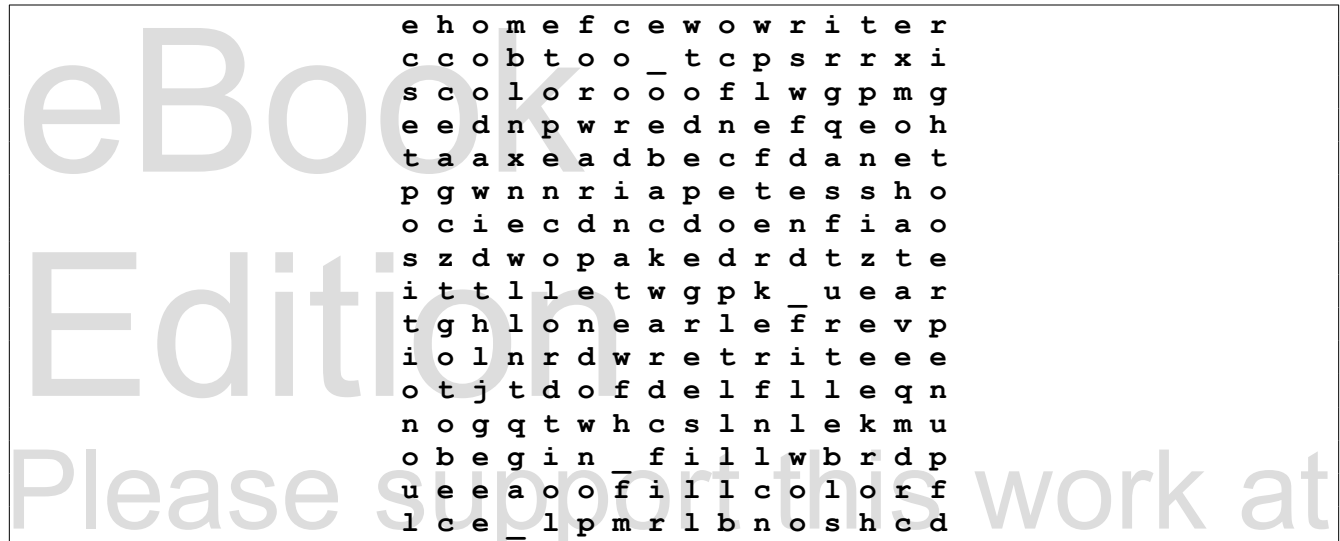 e h o m e f c e w o w r i t e r
c c o b t o o _ t c p s r r x i
s c o l o r o o o f l w g p m g
e e d n p w r e d n e f q e o h
t a a x e a d b e c f d a n e t
p g w n n r i a p e t e s s h o
o c i e c d n c d o e n f i a o
s z d w o p a k e d r d t z t e
i t t l l e t w g p k _ u e a r
t g h l o n e a r l e f r e v p
i o l n r d w r e t r i t e e e
o t j t d o f d e l f l l e q n
n o g q t w h c s l n l e k m u
o b e g i n _ f i l l w b r d p
u e e a o o f i l l c o l o r f
l c e _ l p m r l b n o s h c d
eBook
Edition
Please support this work at